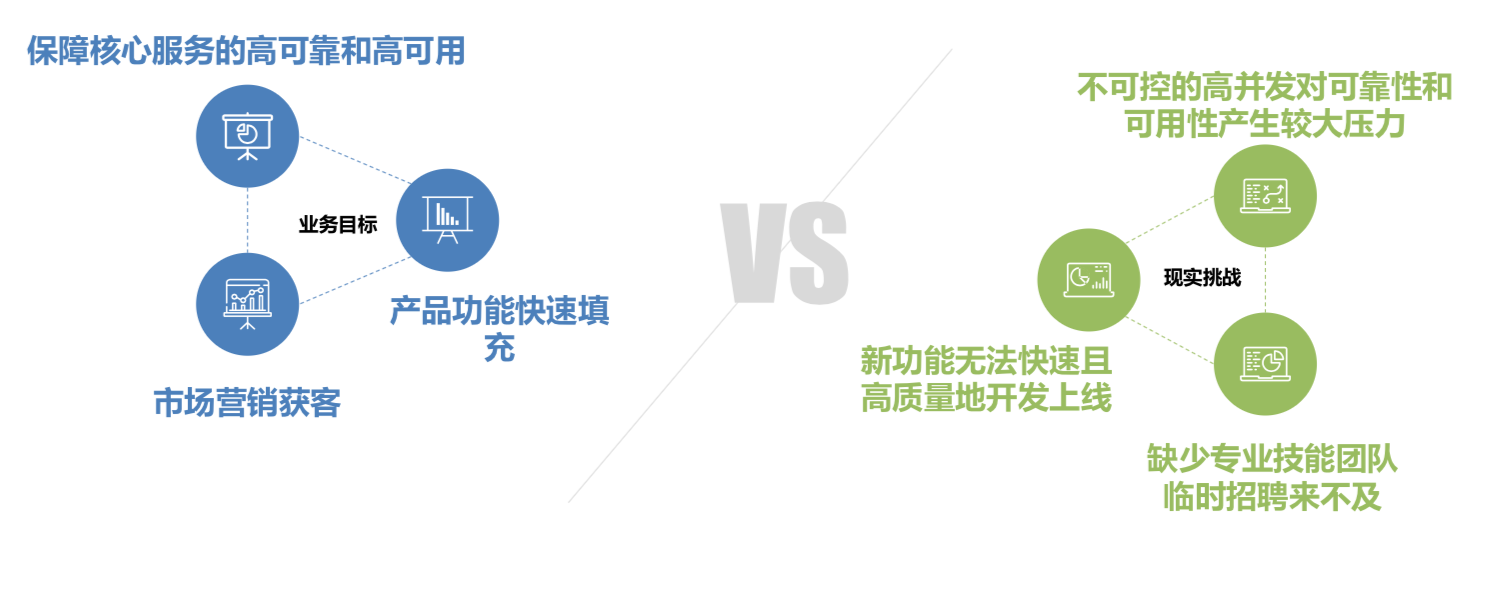 保障核心服务的高可靠和高可用
业务目标
产品功能快速填
充
市场营销获客
VS
不可控的高并发对可靠性和
可用性产生较大压力
现实挑战
新功能无法快速且
高质量地开发上线
缺少专业技能团队
临时招聘来不及